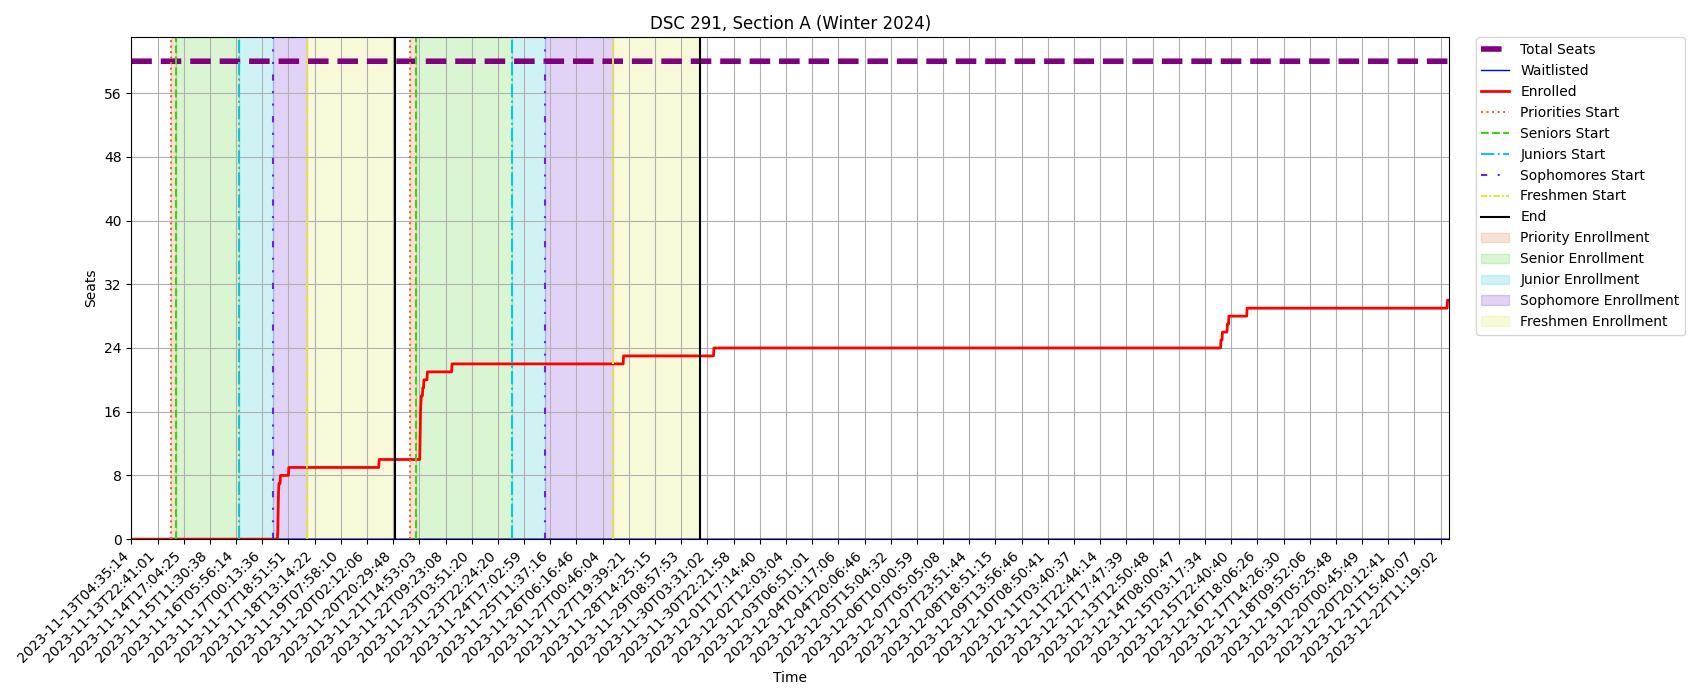 DSC 291, Section A (Winter 2024)
Seats
56
48
40
32
24
16
8
0
2023-11-13T04:35:14
2023-11-13T22:41:01
2023-11-14T17:04:25
2023-11-15T11:30:38
2023-11-16T05:56:14
2023-11-17T00:13:36
2023-11-17T18:51:51
2023-11-18T13:14:22
2023-11-19T07:58:10
2023-11-20T02:12:06
2023-11-20T20:29:48
2023-11-21T14:53:03
2023-11-22T09:23:08
2023-11-23T03:51:20
2023-11-23T22:24:20
2023-11-24T17:02:59
2023-11-25T11:37:16
2023-11-26T06:16:40
2023-11-27T00:46:04
2023-11-27T19:39:21
2023-11-28T14:25:15
2023-11-29T08:57:53
2023-11-30T03:31:02
2023-11-30T22:21:58
2023-12-01T17:14:40
2023-12-02T12:03:04
2023-12-03T06:51:01
2023-12-04T01:17:06
2023-12-04T20:06:46
2023-12-05T15:04:32
2023-12-06T10:00:59
2023-12-07T05:05:08
2023-12-07T23:51:44
2023-12-08T18:51:15
2023-12-09T13:56:46
2023-12-10T08:50:41
2023-12-11T03:40:37
2023-12-11T22:44:14
2023-12-12T17:47:39
2023-12-13T12:50:48
2023-12-14T08:00:47
2023-12-15T03:17:34
2023-12-15T22:40:40
2023-12-16T18:06:26
2023-12-17T14:26:30
2023-12-18T09:52:06
2023-12-19T05:25:48
2023-12-20T00:45:49
2023-12-20T20:12:41
2023-12-21T15:40:07
2023-12-22T11:19:02
Time
Total Seats
Waitlisted
Enrolled
Priorities Start
Seniors Start
Juniors Start
Sophomores Start
Freshmen Start
End
Priority Enrollment
Senior Enrollment
Junior Enrollment
Sophomore Enrollment
Freshmen Enrollment